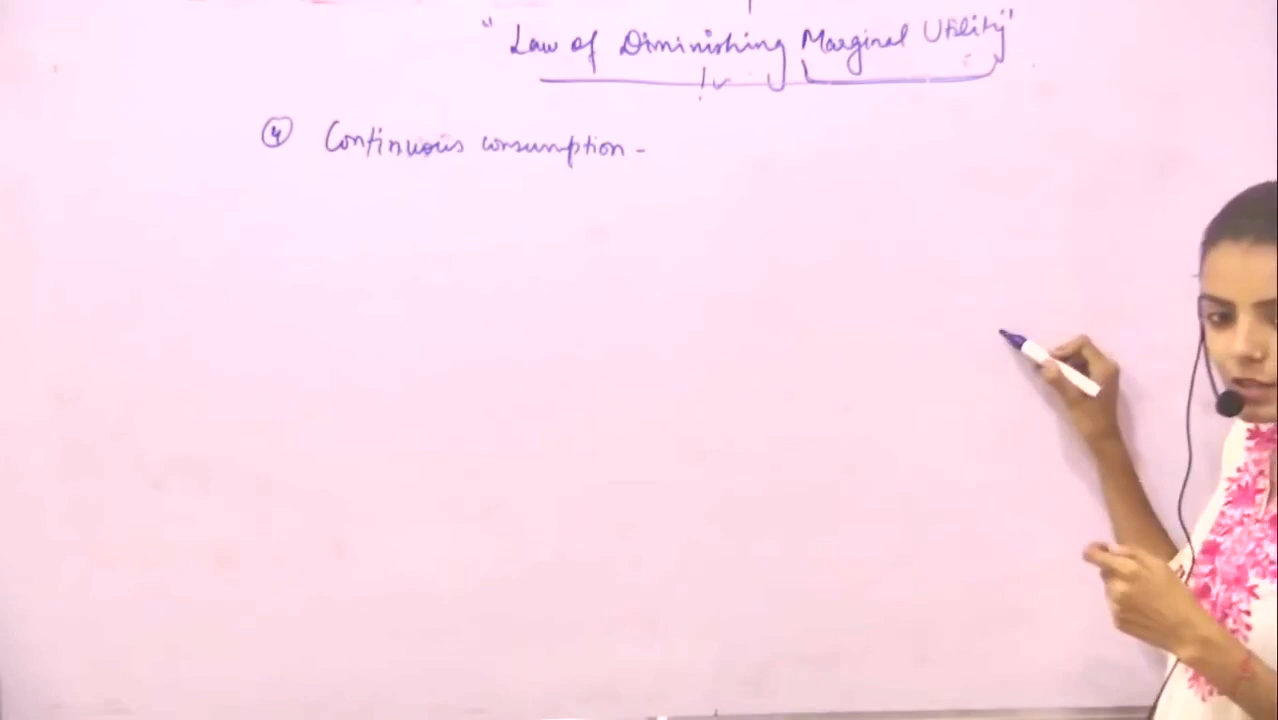 "Law of Diminishing Marginal Utility"
④ Continuous consumption -